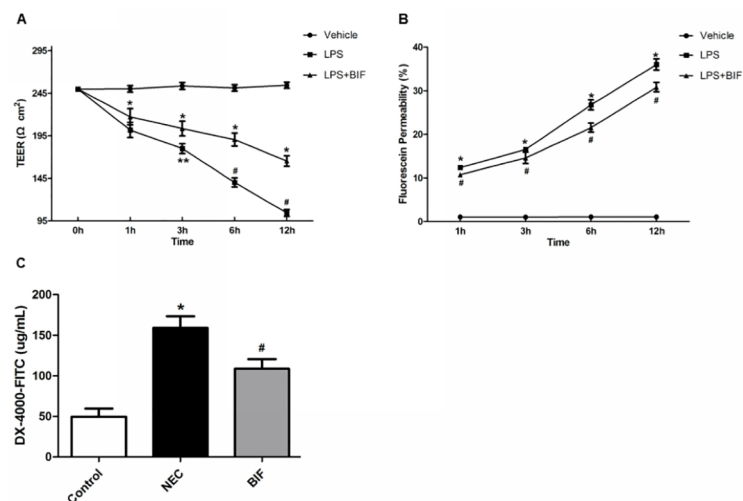 A
Vehicle
LPS
LPS+BIF
TEER (Ω cm²)
295
245
195
145
95
*
*
*
*
**
#
#
0h
1h
3h
6h
12h
Time
B
Vehicle
LPS
LPS+BIF
Fluorescein Permeability (%)
40
30
20
10
0
*
*
*
*
#
#
#
#
1h
3h
6h
12h
Time
C
DX-4000-FITC (ug/mL)
200
150
100
50
0
*
#
Control
NEC
BIF